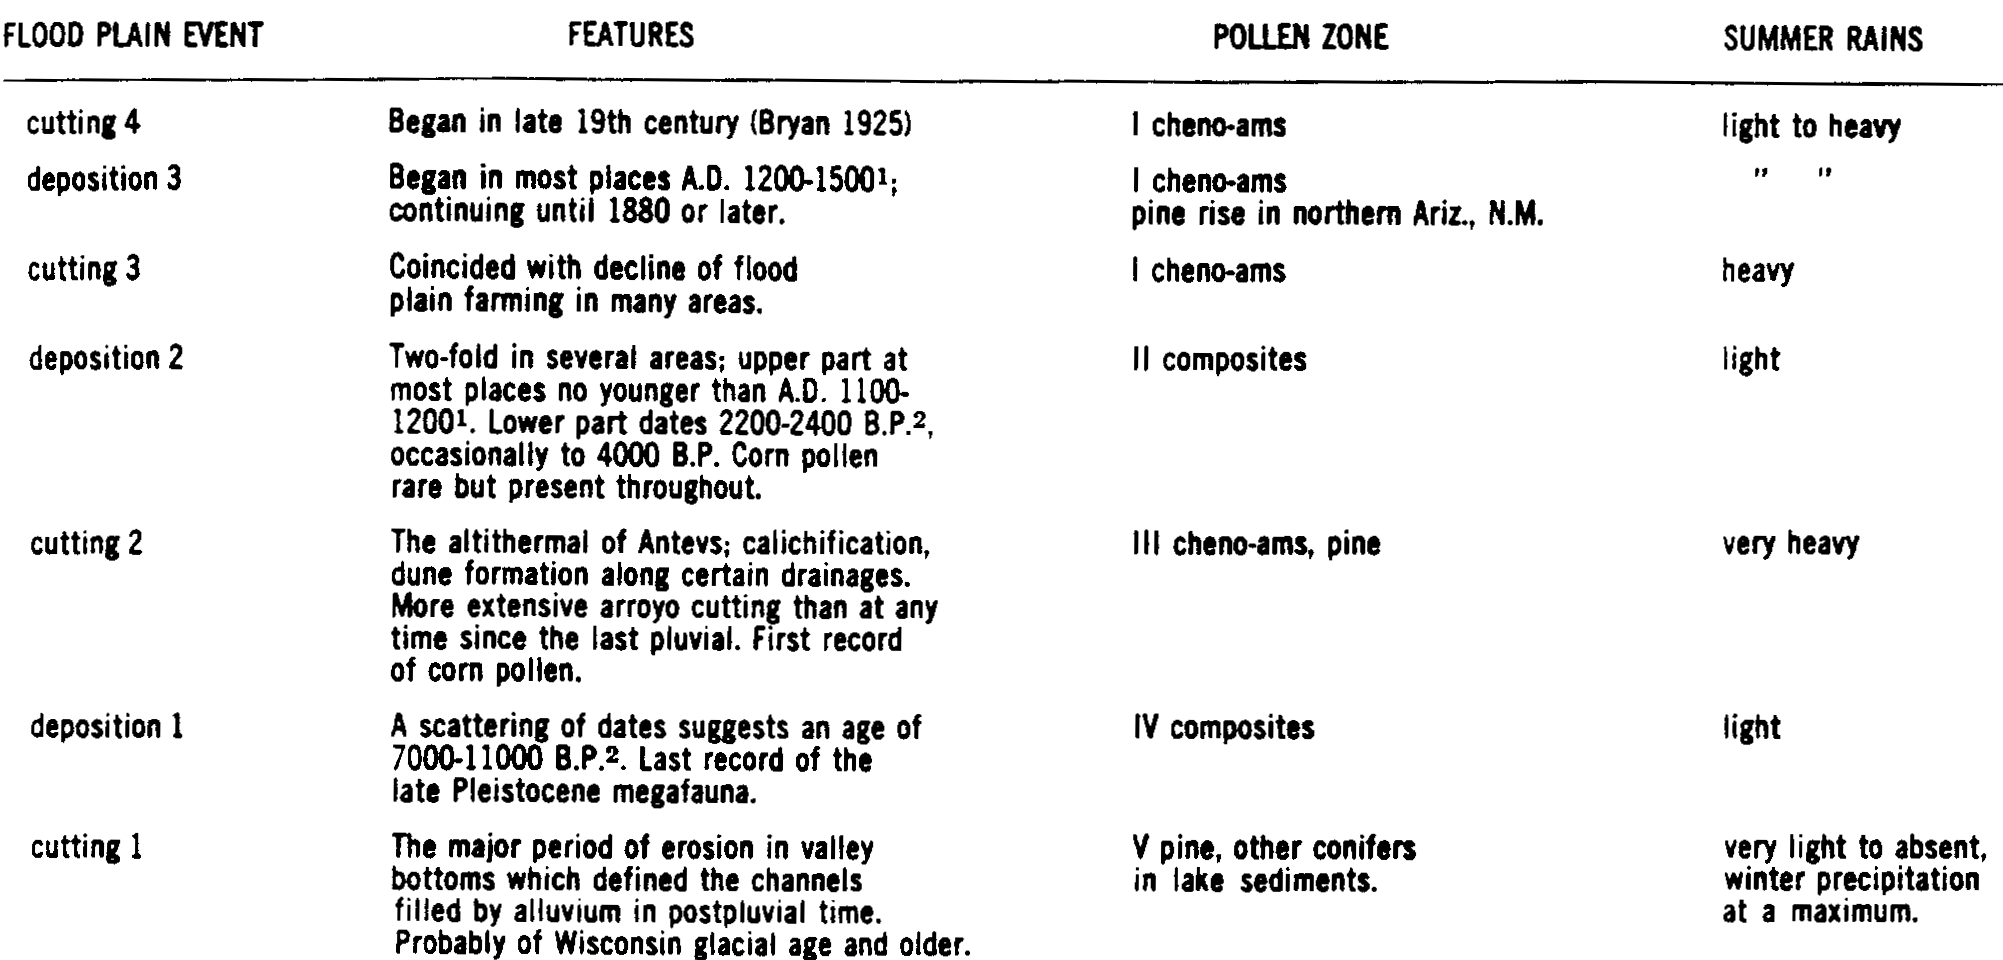 FLOOD PLAIN EVENT FEATURES POLLEN ZONE SUMMER RAINS
cutting 4 Began in late 19th century (Bryan 1925) I cheno-ams light to heavy
deposition 3 Began in most places A.D. 1200-1500¹; I cheno-ams " "
continuing until 1880 or later. pine rise in northern Ariz., N.M.
cutting 3 Coincided with decline of flood I cheno-ams heavy
plain farming in many areas.
deposition 2 Two-fold in several areas; upper part at II composites light
most places no younger than A.D. 1100-
1200¹. Lower part dates 2200-2400 B.P.²,
occasionally to 4000 B.P. Corn pollen
rare but present throughout.
cutting 2 The altithermal of Antevs; calichification, III cheno-ams, pine very heavy
dune formation along certain drainages.
More extensive arroyo cutting than at any
time since the last pluvial. First record
of corn pollen.
deposition 1 A scattering of dates suggests an age of IV composites light
7000-11000 B.P.². Last record of the
late Pleistocene megafauna.
cutting 1 The major period of erosion in valley V pine, other conifers very light to absent,
bottoms which defined the channels in lake sediments. winter precipitation
filled by alluvium in postpluvial time. at a maximum.
Probably of Wisconsin glacial age and older.